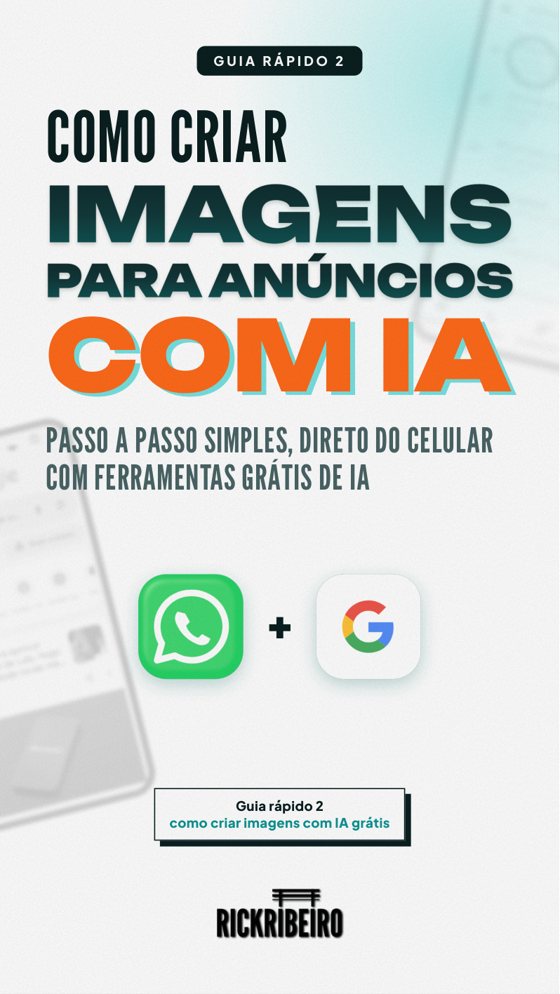 GUIA RÁPIDO 2
COMO CRIAR
IMAGENS
PARA ANÚNCIOS
COM IA
PASSO A PASSO SIMPLES, DIRETO DO CELULAR
COM FERRAMENTAS GRÁTIS DE IA
+
Guia rápido 2
como criar imagens com IA grátis
RICKRIBEIRO